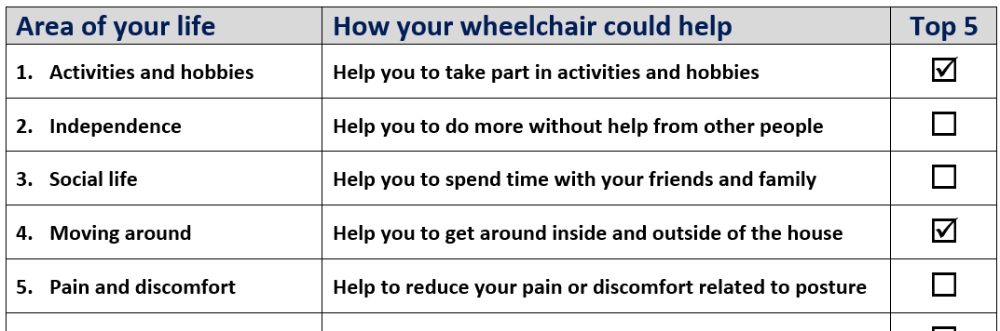 Area of your life How your wheelchair could help Top 5
1. Activities and hobbies Help you to take part in activities and hobbies
2. Independence Help you to do more without help from other people
3. Social life Help you to spend time with your friends and family
4. Moving around Help you to get around inside and outside of the house
5. Pain and discomfort Help to reduce your pain or discomfort related to posture